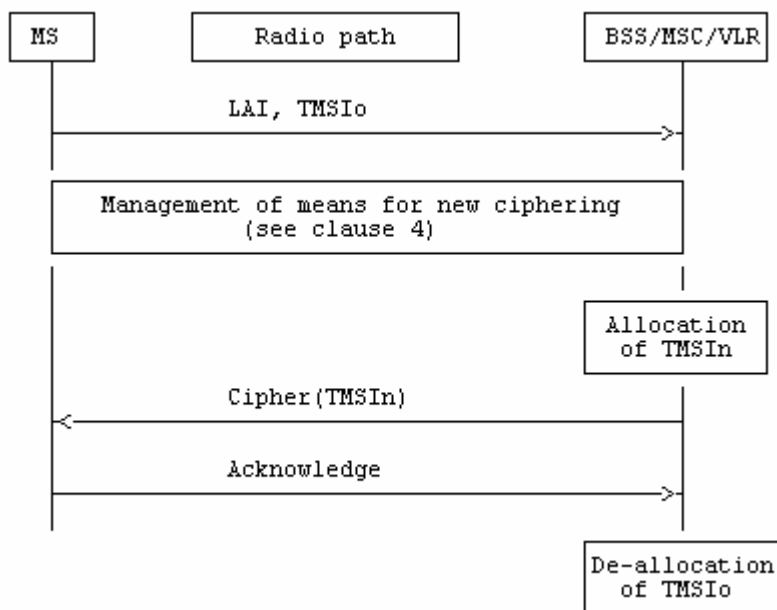 MS
Radio path
BSS/MSC/VLR
LAI, TMSIo
Management of means for new ciphering
(see clause 4)
Allocation
of TMSIn
Cipher(TMSIn)
Acknowledge
De-allocation
of TMSIo